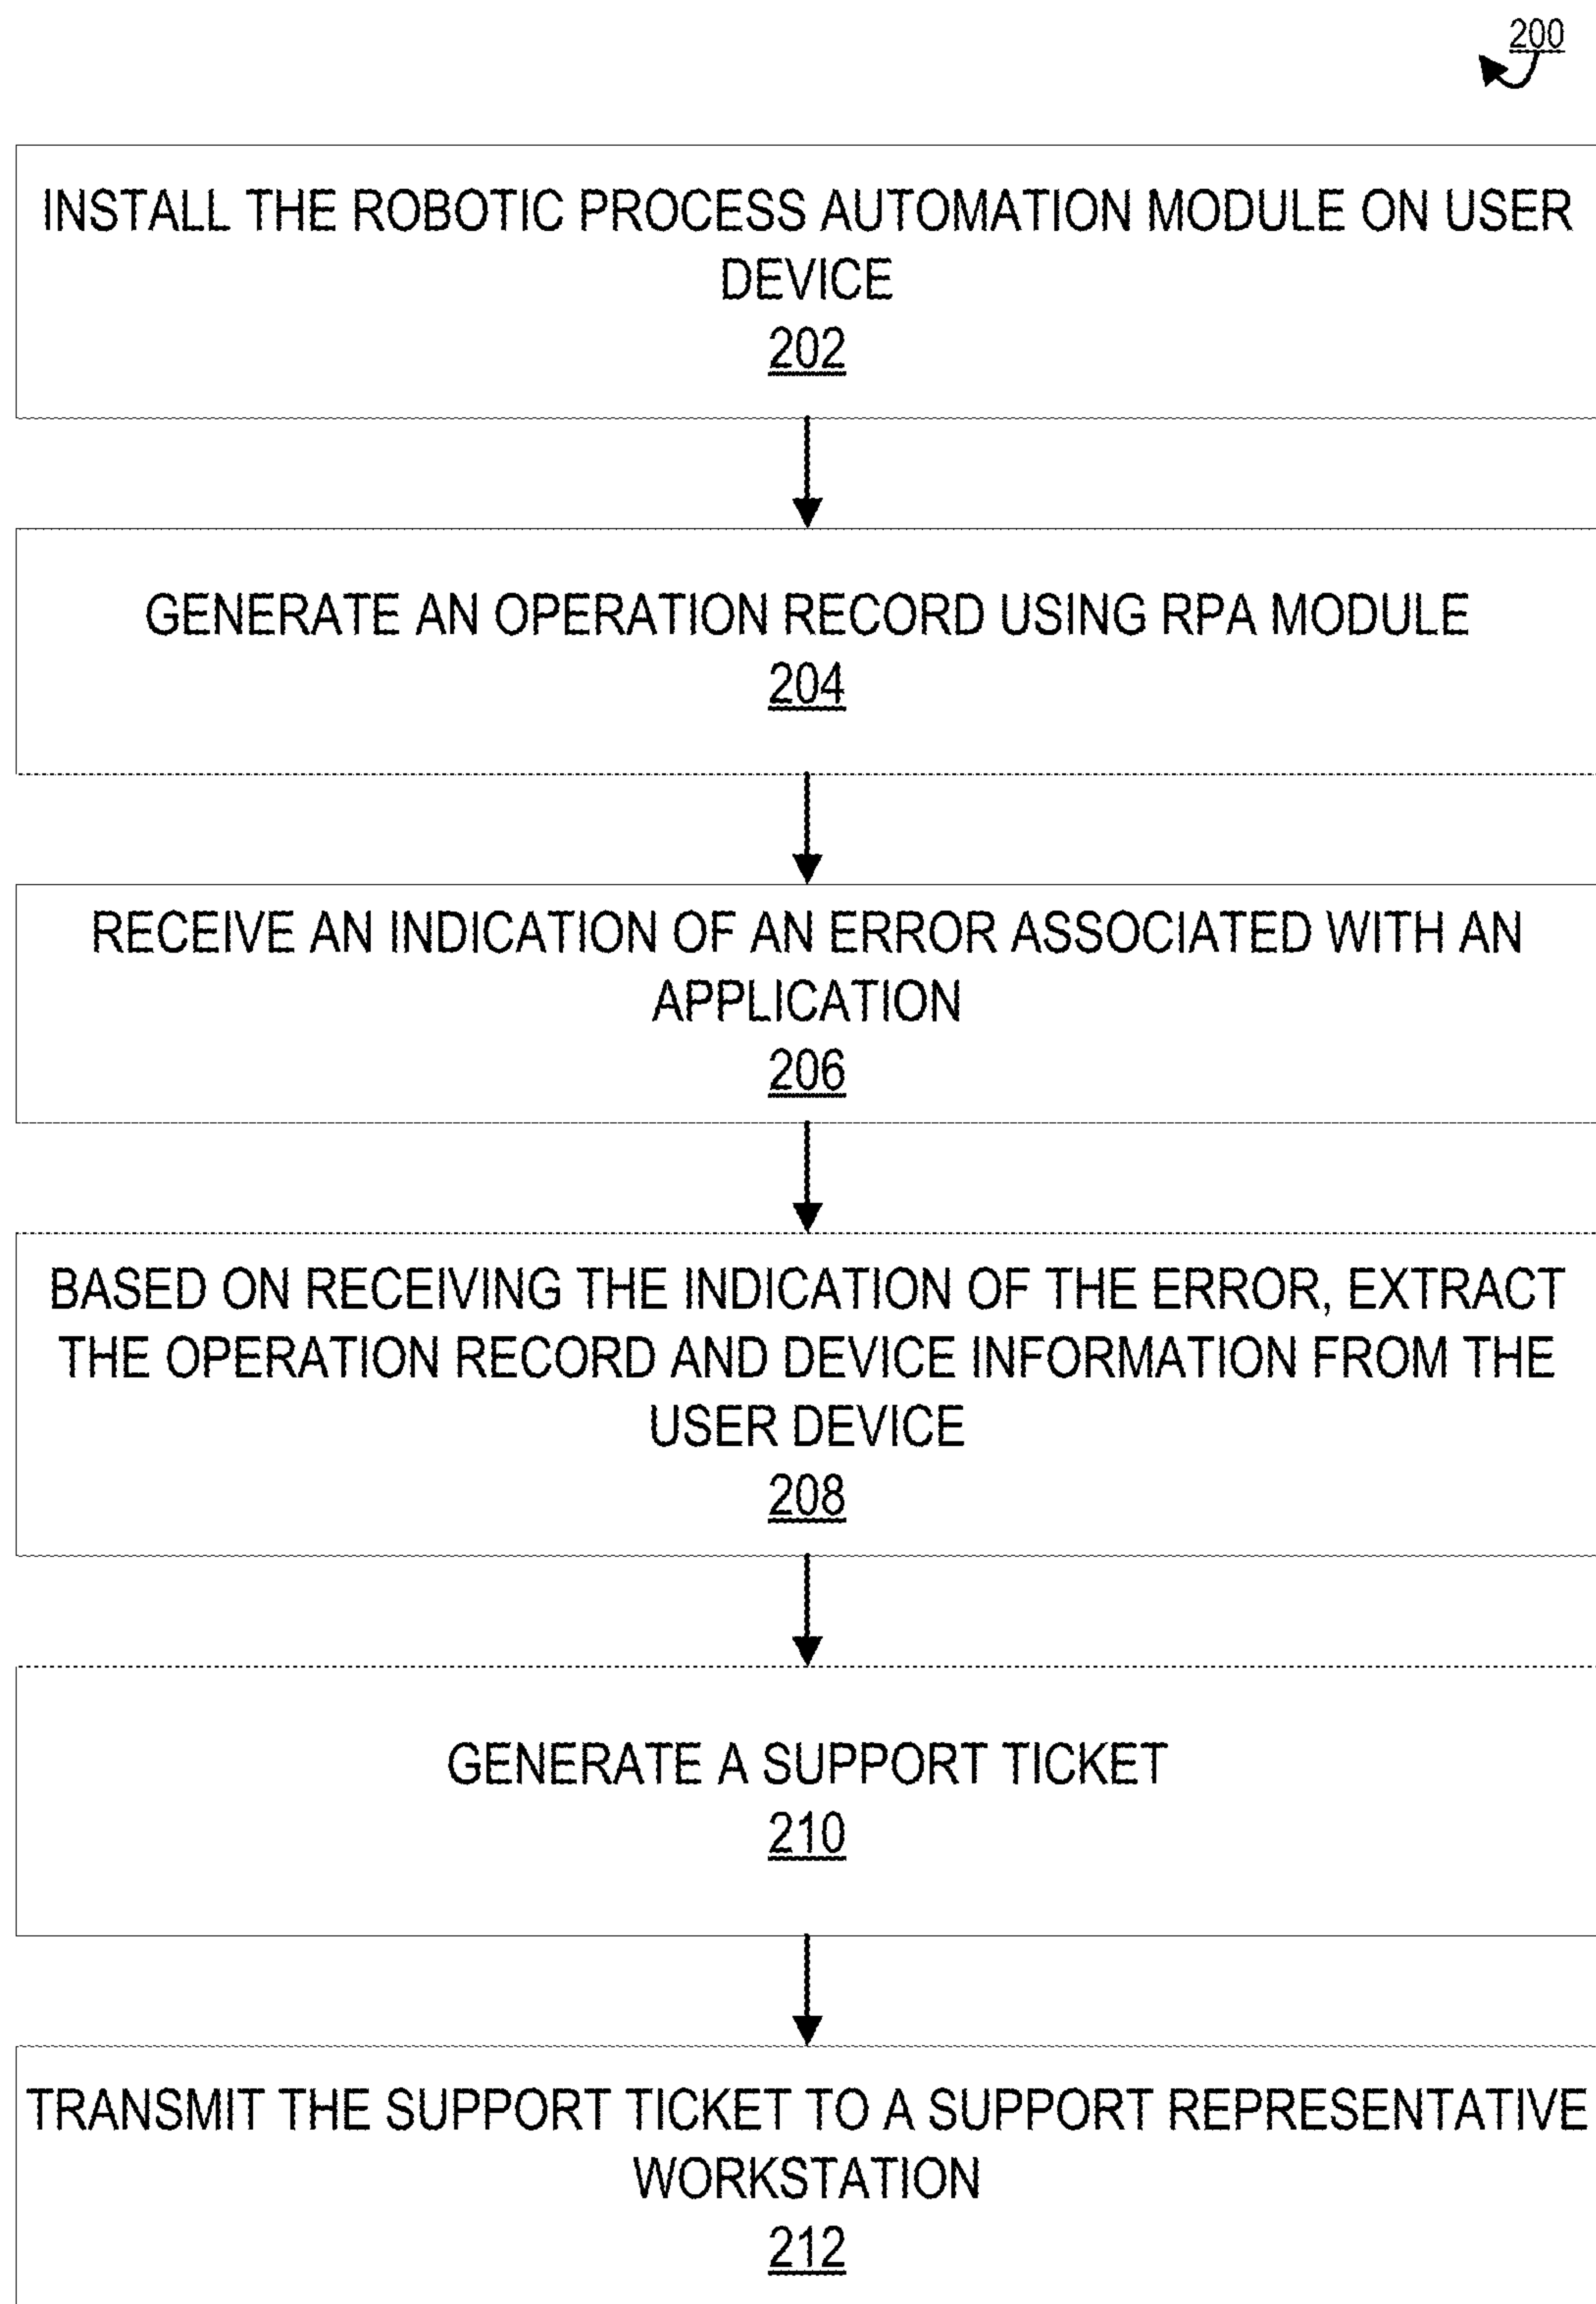 200
INSTALL THE ROBOTIC PROCESS AUTOMATION MODULE ON USER
DEVICE
202
GENERATE AN OPERATION RECORD USING RPA MODULE
204
RECEIVE AN INDICATION OF AN ERROR ASSOCIATED WITH AN
APPLICATION
206
BASED ON RECEIVING THE INDICATION OF THE ERROR, EXTRACT
THE OPERATION RECORD AND DEVICE INFORMATION FROM THE
USER DEVICE
208
GENERATE A SUPPORT TICKET
210
TRANSMIT THE SUPPORT TICKET TO A SUPPORT REPRESENTATIVE
WORKSTATION
212